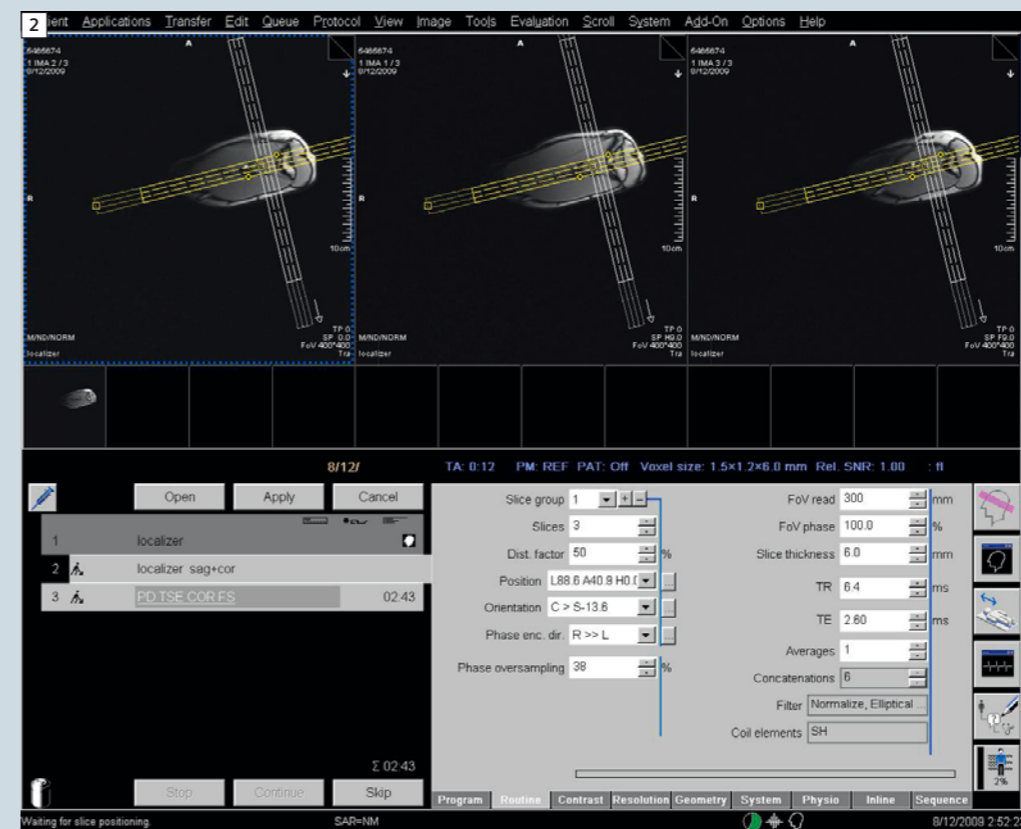 2
ient Applications Transfer Edit Queue Protocol View Image Tools Evaluation Scroll System Add-On Options Help
6466674
1 IMA 2 / 3
8/12/2009
A
R
10cm
M/ND/NORM
localizer
TP 0
SP 0.0
FoV 400*400
Tra
6466674
1 IMA 1 / 3
8/12/2009
A
R
10cm
M/ND/NORM
localizer
TP 0
SP H9.0
FoV 400*400
Tra
6466674
1 IMA 3 / 3
8/12/2009
A
R
10cm
M/ND/NORM
localizer
TP 0
SP F9.0
FoV 400*400
Tra
8/12/
TA: 0:12 PM: REF PAT: Off Voxel size: 1.5×1.2×6.0 mm Rel. SNR: 1.00 : fl
Open Apply Cancel
1 localizer
2 localizer sag+cor
3 PD TSE COR FS 02:43
Σ 02:43
Stop Continue Skip
Slice group 1 + −
Slices 3
Dist. factor 50 %
Position L88.6 A40.9 H0.(
Orientation C > S-13.6
Phase enc. dir. R >> L
Phase oversampling 38 %
FoV read 300 mm
FoV phase 100.0 %
Slice thickness 6.0 mm
TR 6.4 ms
TE 2.60 ms
Averages 1
Concatenations 6
Filter Normalize, Elliptical ...
Coil elements SH
2%
Program Routine Contrast Resolution Geometry System Physio Inline Sequence
Waiting for slice positioning. SAR=NM 8/12/2009 2:52:2